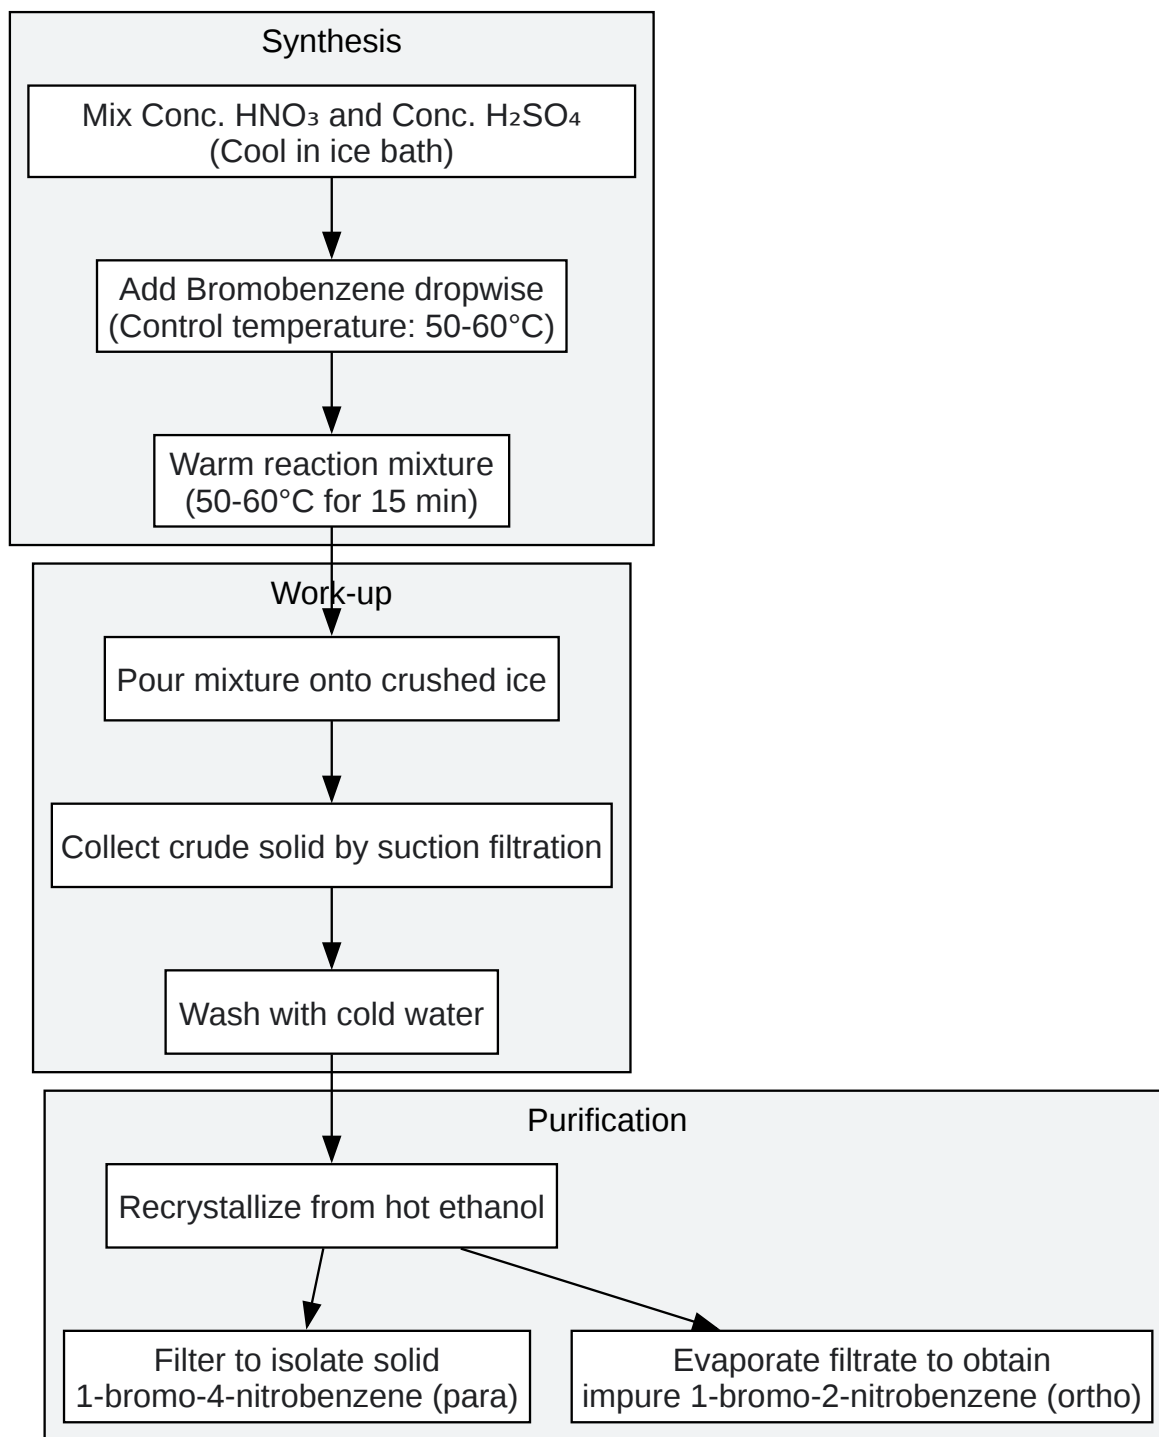 Synthesis
Mix Conc. HNO₃ and Conc. H₂SO₄
(Cool in ice bath)
Add Bromobenzene dropwise
(Control temperature: 50-60°C)
Warm reaction mixture
(50-60°C for 15 min)
Work-up
Pour mixture onto crushed ice
Collect crude solid by suction filtration
Wash with cold water
Purification
Recrystallize from hot ethanol
Filter to isolate solid
1-bromo-4-nitrobenzene (para)
Evaporate filtrate to obtain
impure 1-bromo-2-nitrobenzene (ortho)